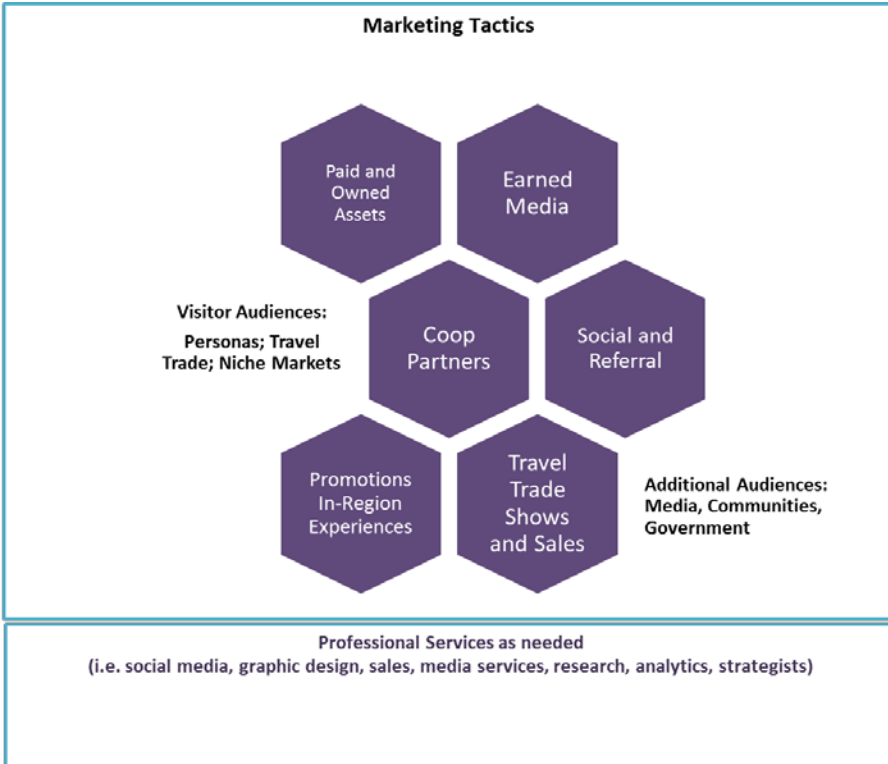 Marketing Tactics
Paid and
Owned
Assets
Earned
Media
Visitor Audiences:
Personas; Travel
Trade; Niche Markets
Coop
Partners
Social and
Referral
Promotions
In-Region
Experiences
Travel
Trade
Shows
and Sales
Additional Audiences:
Media, Communities,
Government
Professional Services as needed
(i.e. social media, graphic design, sales, media services, research, analytics, strategists)